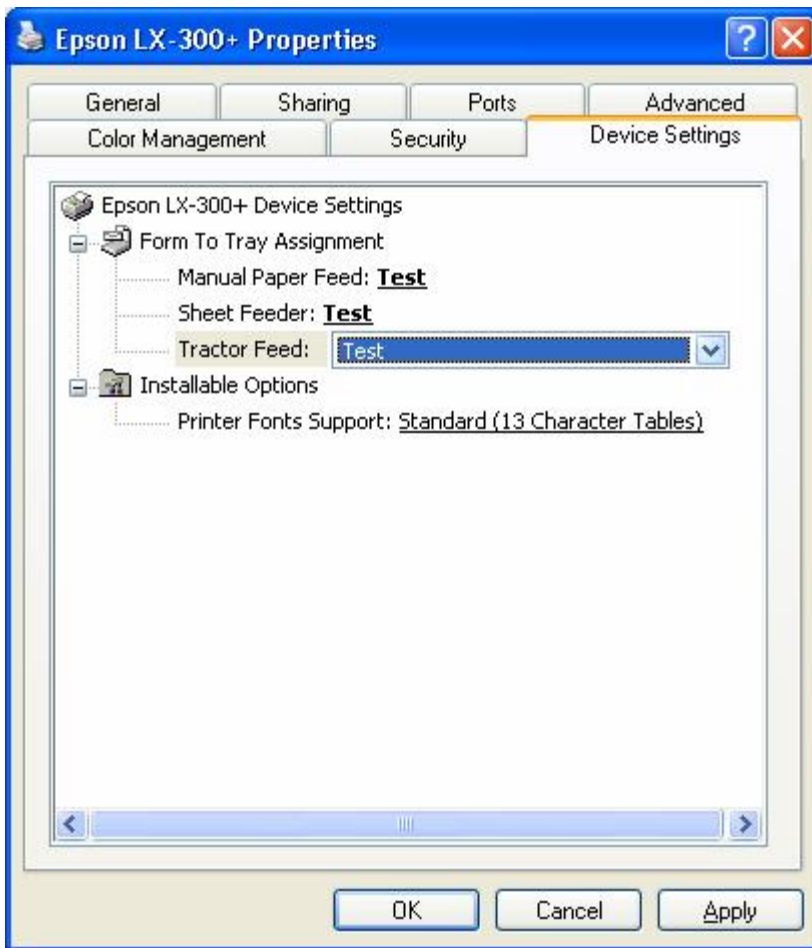 Epson LX-300+ Properties
General Sharing Ports Advanced
Color Management Security Device Settings
Epson LX-300+ Device Settings
Form To Tray Assignment
Manual Paper Feed: Test
Sheet Feeder: Test
Tractor Feed: Test
Installable Options
Printer Fonts Support: Standard (13 Character Tables)
OK Cancel Apply